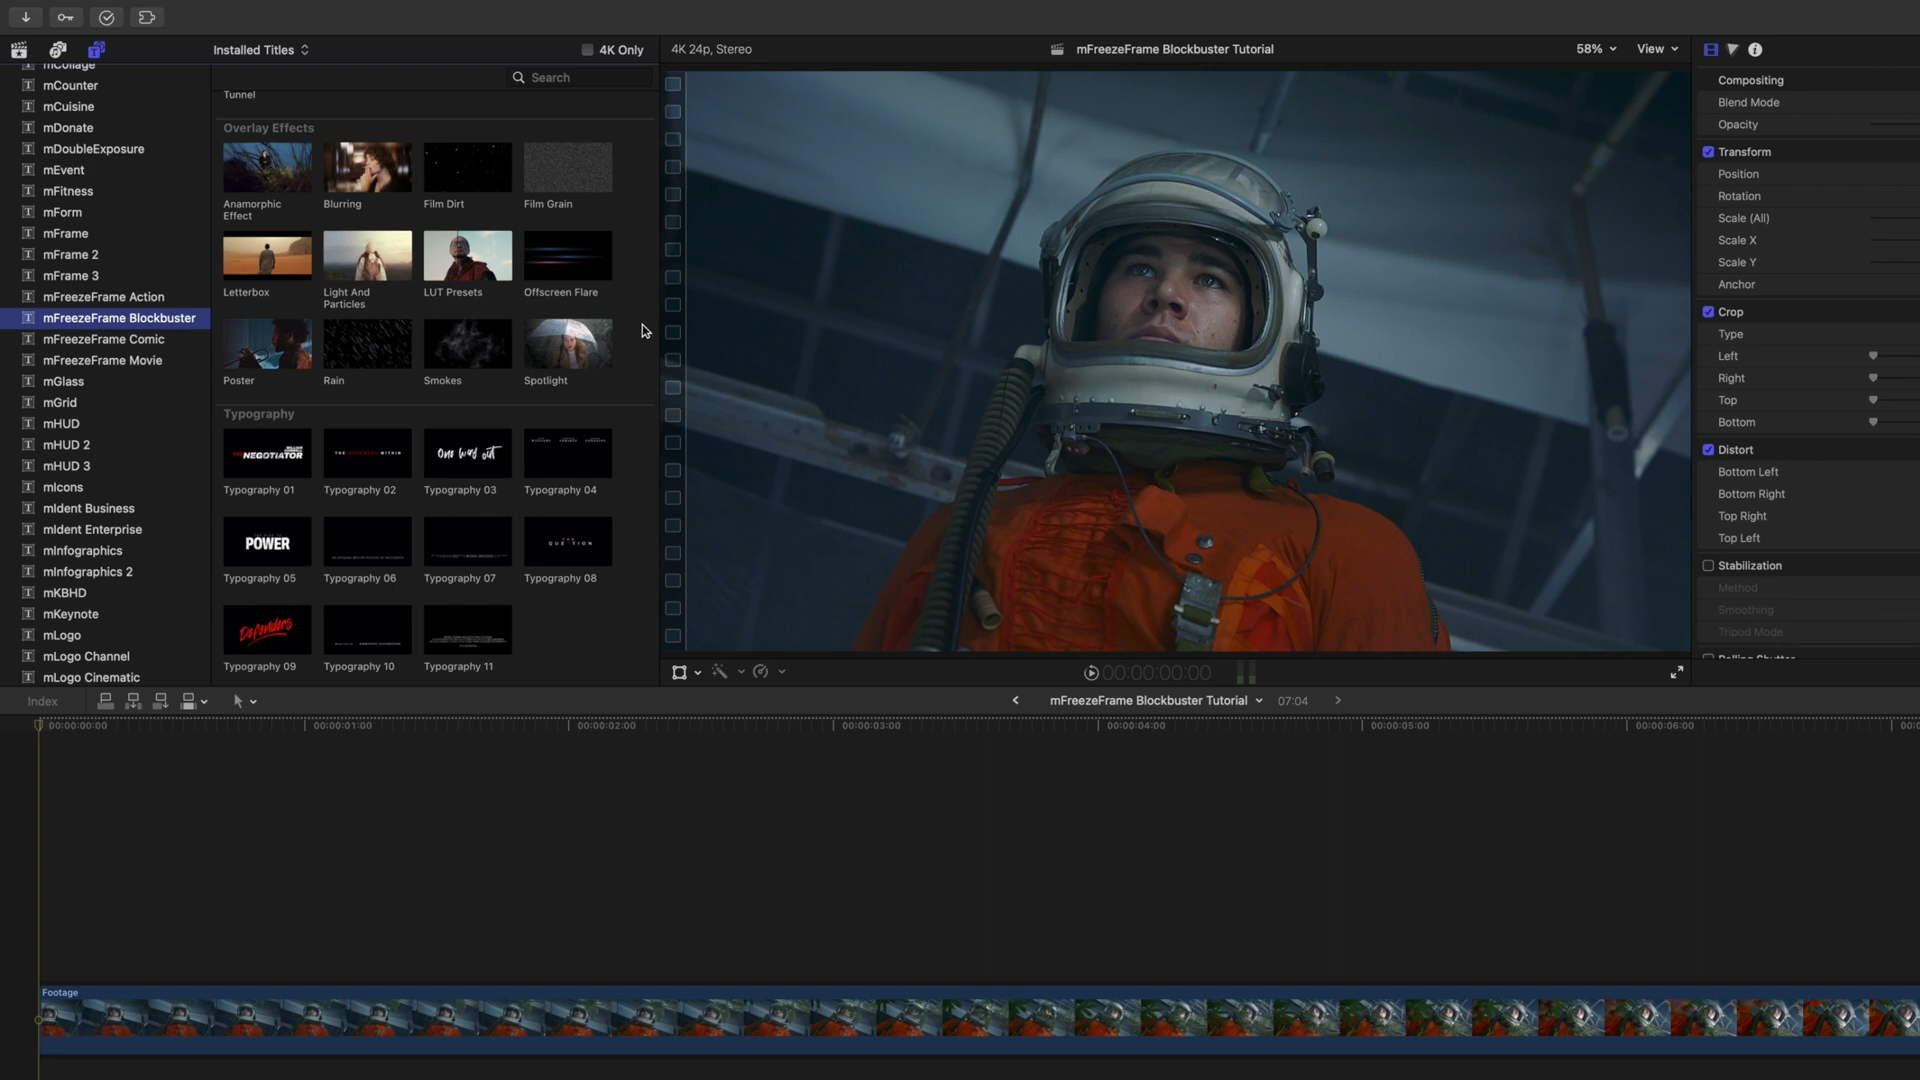 Installed Titles
4K Only
4K 24p, Stereo
mFreezeFrame Blockbuster Tutorial
58%
View
mCollage
mCounter
mCuisine
mDonate
mDoubleExposure
mEvent
mFitness
mForm
mFrame
mFrame 2
mFrame 3
mFreezeFrame Action
mFreezeFrame Blockbuster
mFreezeFrame Comic
mFreezeFrame Movie
mGlass
mGrid
mHUD
mHUD 2
mHUD 3
mIcons
mIdent Business
mIdent Enterprise
mInfographics
mInfographics 2
mKBHD
mKeynote
mLogo
mLogo Channel
mLogo Cinematic
Search
Tunnel
Overlay Effects
Anamorphic Effect
Blurring
Film Dirt
Film Grain
Letterbox
Light And Particles
LUT Presets
Offscreen Flare
Poster
Rain
Smokes
Spotlight
Typography
NEGOTIATOR
One way out
Typography 01
Typography 02
Typography 03
Typography 04
POWER
THE QUESTION
Typography 05
Typography 06
Typography 07
Typography 08
Defenders
Typography 09
Typography 10
Typography 11
00:00:00:00
Compositing
Blend Mode
Opacity
Transform
Position
Rotation
Scale (All)
Scale X
Scale Y
Anchor
Crop
Type
Left
Right
Top
Bottom
Distort
Bottom Left
Bottom Right
Top Right
Top Left
Stabilization
Method
Smoothing
Tripod Mode
Rolling Shutter
Index
mFreezeFrame Blockbuster Tutorial
07:04
00:00:00:00
00:00:01:00
00:00:02:00
00:00:03:00
00:00:04:00
00:00:05:00
00:00:06:00
Footage